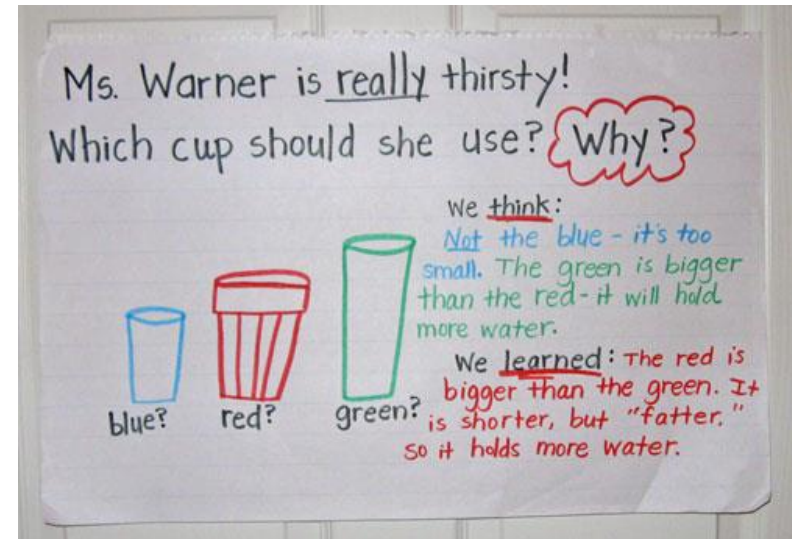 Ms. Warner is really thirsty!
Which cup should she use? Why?
We think:
Not the blue - it's too
small. The green is bigger
than the red - it will hold
more water.
We learned: The red is
bigger than the green. It
is shorter, but "fatter."
so it holds more water.
blue?
red?
green?